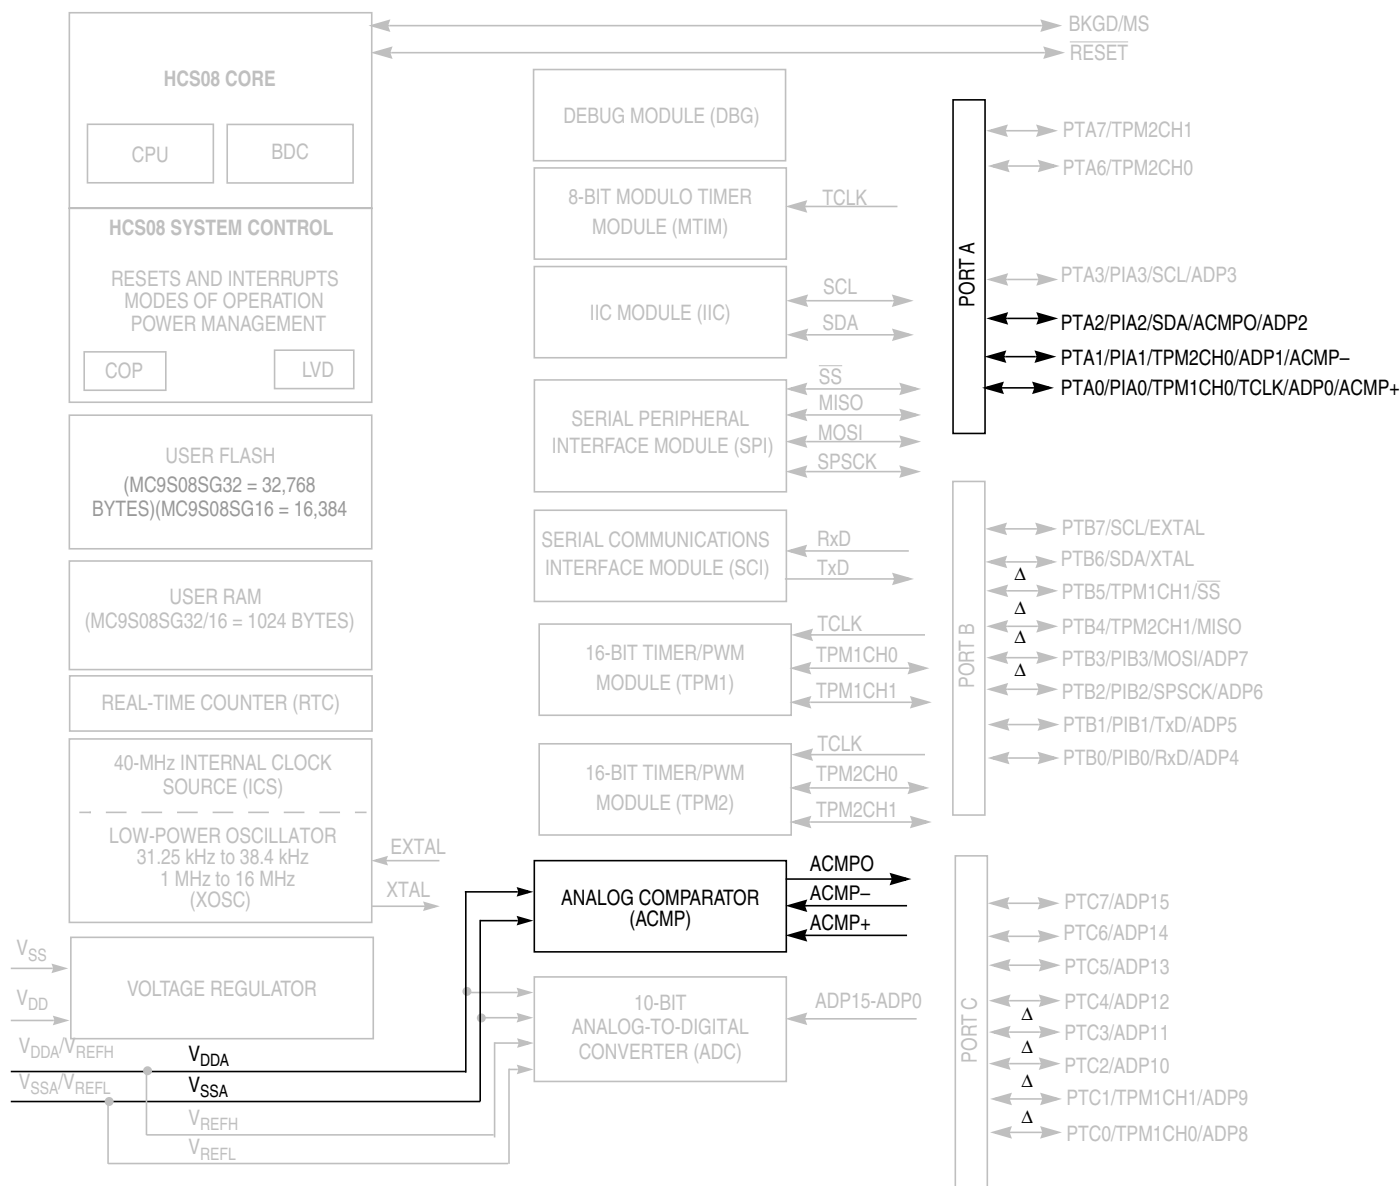 BKGD/MS
RESET
HCS08 CORE
CPU
BDC
HCS08 SYSTEM CONTROL
RESETS AND INTERRUPTS
MODES OF OPERATION
POWER MANAGEMENT
COP
LVD
USER FLASH
(MC9S08SG32 = 32,768
BYTES)(MC9S08SG16 = 16,384
USER RAM
(MC9S08SG32/16 = 1024 BYTES)
REAL-TIME COUNTER (RTC)
40-MHz INTERNAL CLOCK
SOURCE (ICS)
LOW-POWER OSCILLATOR
31.25 kHz to 38.4 kHz
1 MHz to 16 MHz
(XOSC)
EXTAL
XTAL
VSS
VDD
VOLTAGE REGULATOR
VDDA/VREFH
VDDA
VSSA/VREFL
VSSA
VREFH
VREFL
DEBUG MODULE (DBG)
8-BIT MODULO TIMER
MODULE (MTIM)
TCLK
IIC MODULE (IIC)
SCL
SDA
SERIAL PERIPHERAL
INTERFACE MODULE (SPI)
SS
MISO
MOSI
SPSCK
SERIAL COMMUNICATIONS
INTERFACE MODULE (SCI)
RxD
TxD
16-BIT TIMER/PWM
MODULE (TPM1)
TCLK
TPM1CH0
TPM1CH1
16-BIT TIMER/PWM
MODULE (TPM2)
TCLK
TPM2CH0
TPM2CH1
ANALOG COMPARATOR
(ACMP)
ACMPO
ACMP–
ACMP+
10-BIT
ANALOG-TO-DIGITAL
CONVERTER (ADC)
ADP15-ADP0
PORT A
PTA7/TPM2CH1
PTA6/TPM2CH0
PTA3/PIA3/SCL/ADP3
PTA2/PIA2/SDA/ACMPO/ADP2
PTA1/PIA1/TPM2CH0/ADP1/ACMP–
PTA0/PIA0/TPM1CH0/TCLK/ADP0/ACMP+
PORT B
PTB7/SCL/EXTAL
PTB6/SDA/XTAL
Δ
PTB5/TPM1CH1/SS
Δ
PTB4/TPM2CH1/MISO
Δ
PTB3/PIB3/MOSI/ADP7
Δ
PTB2/PIB2/SPSCK/ADP6
PTB1/PIB1/TxD/ADP5
PTB0/PIB0/RxD/ADP4
PORT C
PTC7/ADP15
PTC6/ADP14
PTC5/ADP13
PTC4/ADP12
Δ
PTC3/ADP11
Δ
PTC2/ADP10
Δ
PTC1/TPM1CH1/ADP9
Δ
PTC0/TPM1CH0/ADP8